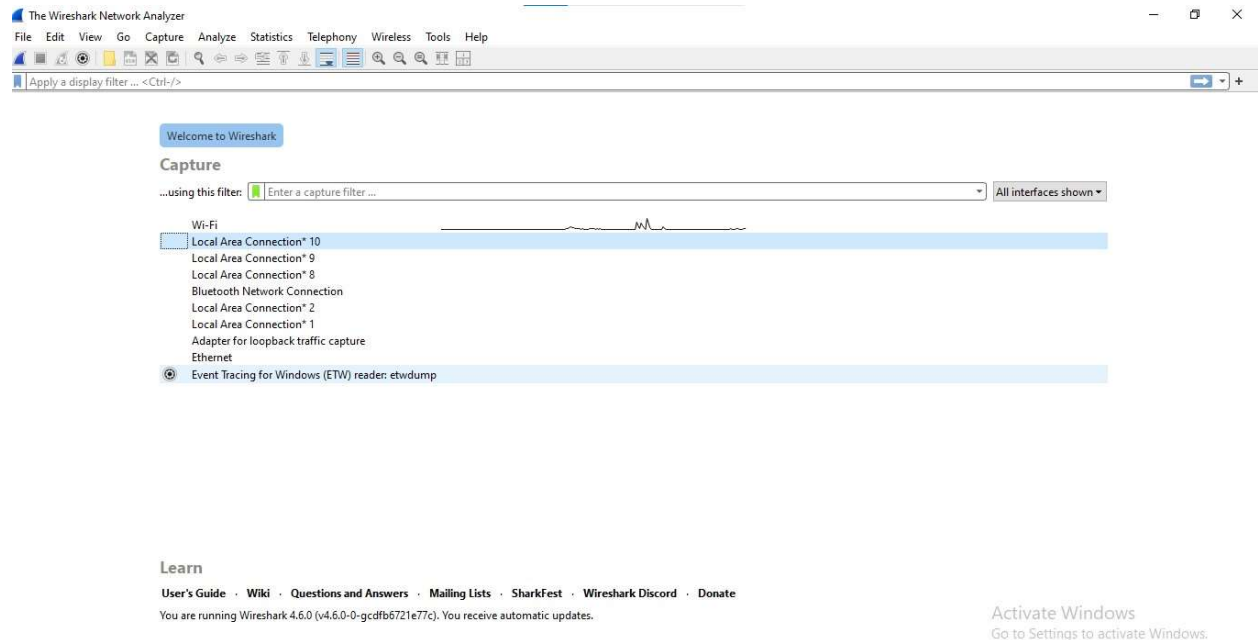 The Wireshark Network Analyzer
File Edit View Go Capture Analyze Statistics Telephony Wireless Tools Help
Apply a display filter ... <Ctrl-/>
Welcome to Wireshark
Capture
...using this filter: Enter a capture filter ... All interfaces shown
Wi-Fi
Local Area Connection* 10
Local Area Connection* 9
Local Area Connection* 8
Bluetooth Network Connection
Local Area Connection* 2
Local Area Connection* 1
Adapter for loopback traffic capture
Ethernet
Event Tracing for Windows (ETW) reader: etwdump
Learn
User's Guide · Wiki · Questions and Answers · Mailing Lists · SharkFest · Wireshark Discord · Donate
You are running Wireshark 4.6.0 (v4.6.0-0-gcdfb6721e77c). You receive automatic updates.
Activate Windows
Go to Settings to activate Windows.